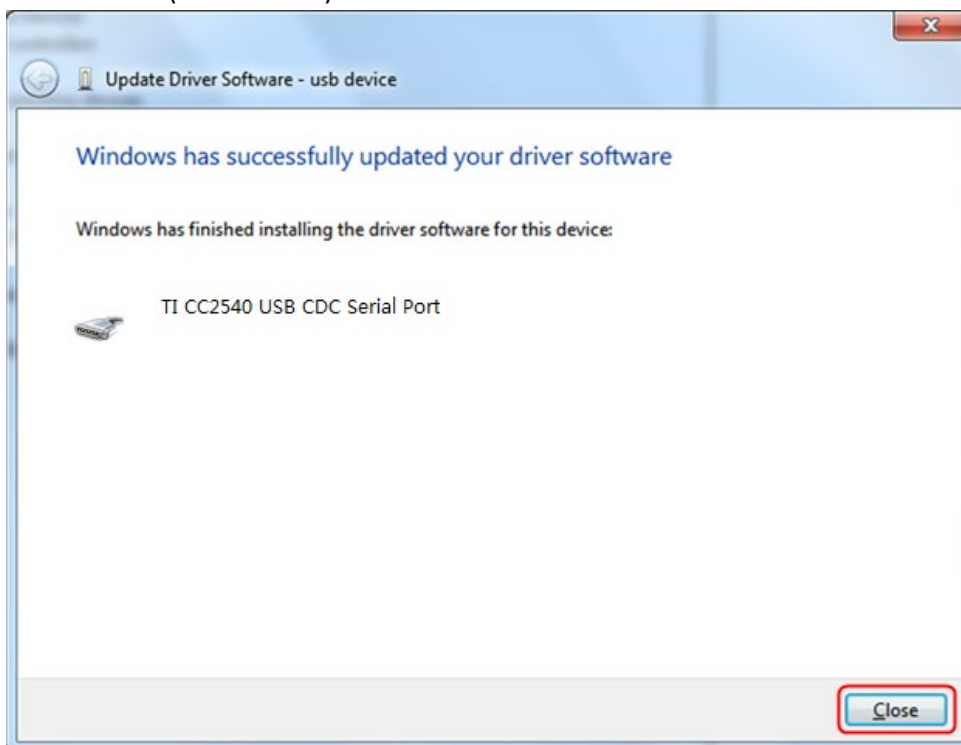 Update Driver Software - usb device
Windows has successfully updated your driver software
Windows has finished installing the driver software for this device:
TI CC2540 USB CDC Serial Port
Close